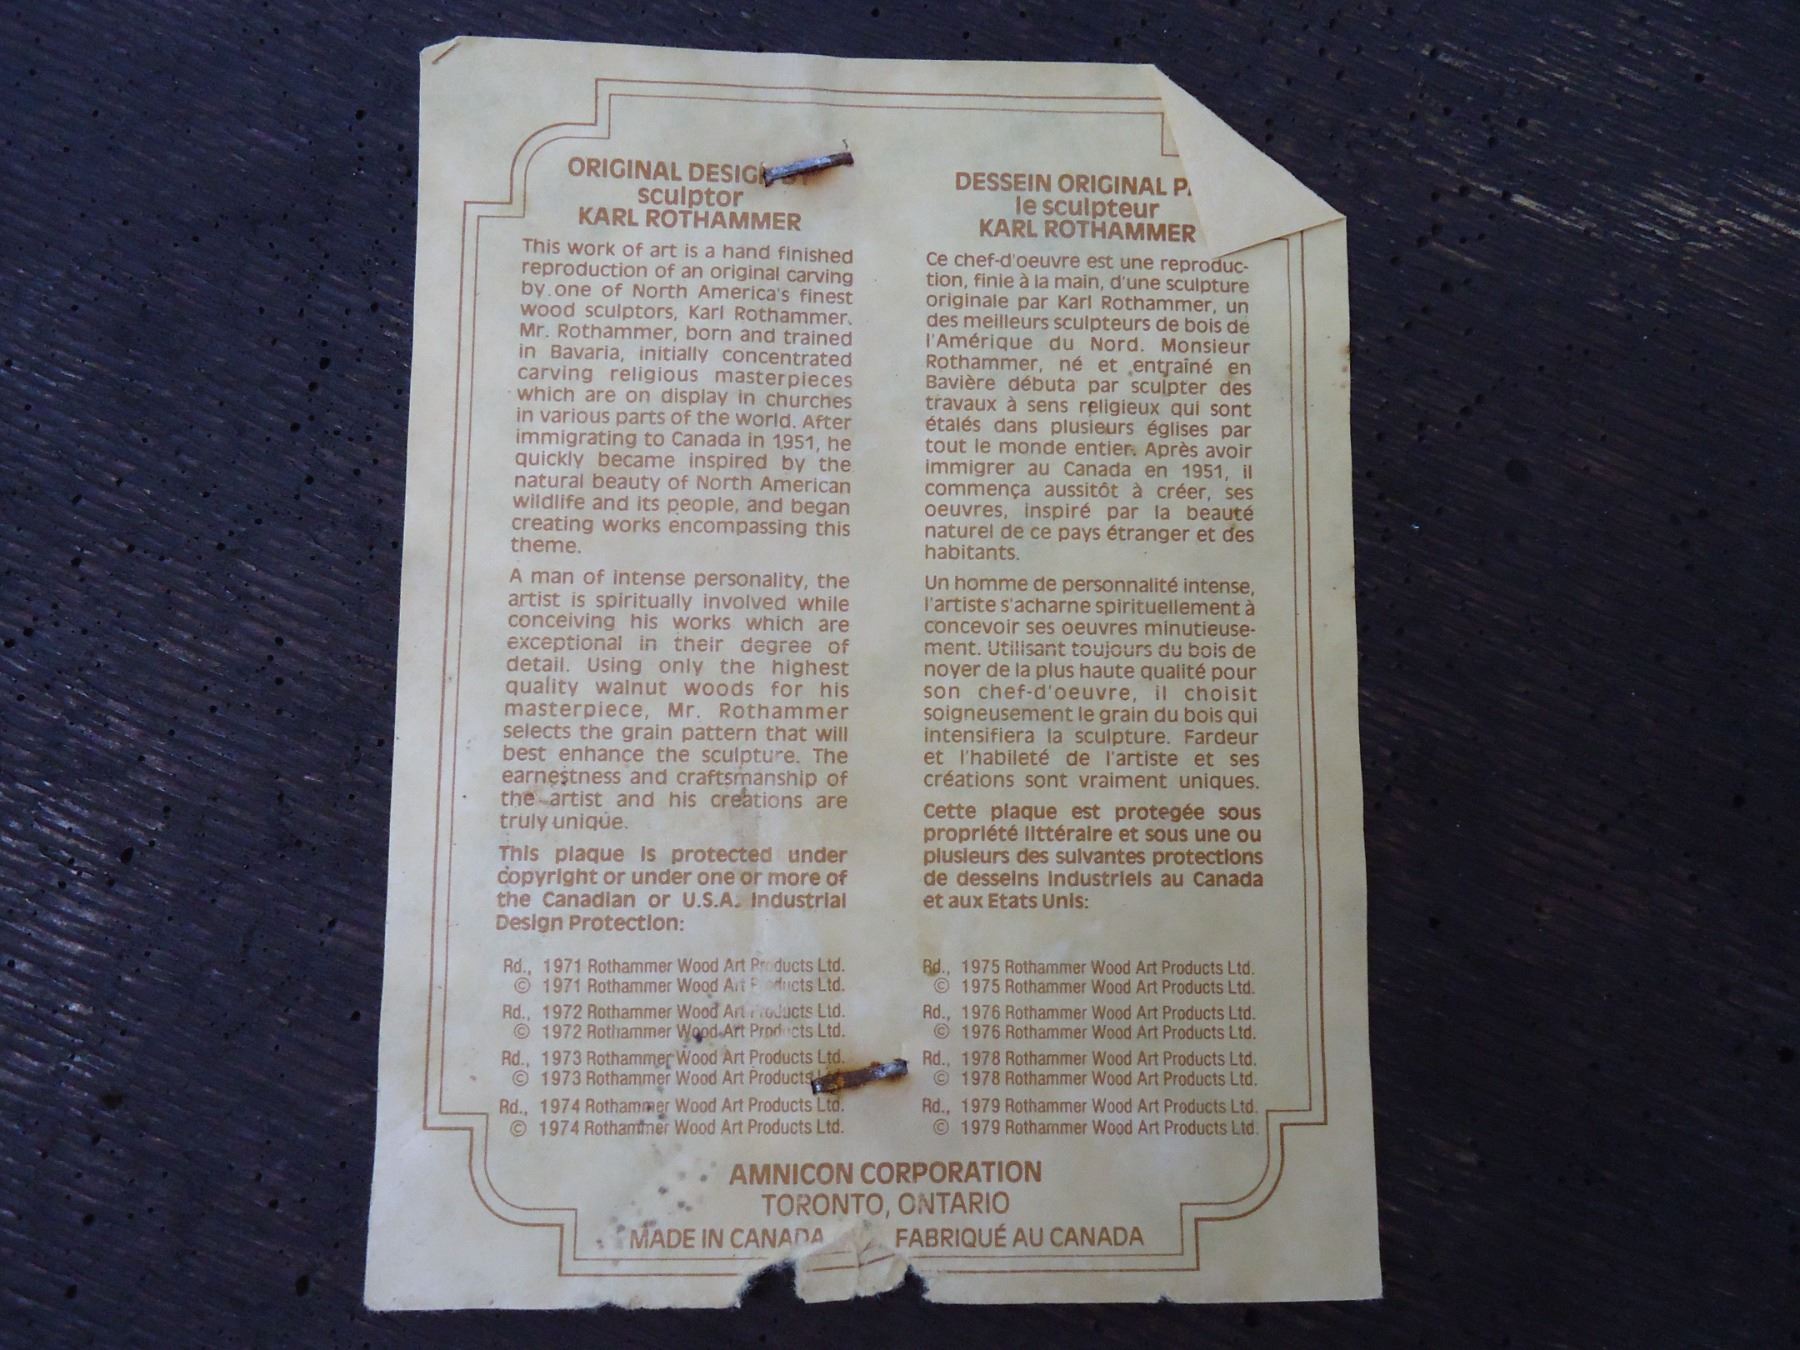 ORIGINAL DESIGN
sculptor
KARL ROTHAMMER
This work of art is a hand finished
reproduction of an original carving
by one of North America's finest
wood sculptors, Karl Rothammer.
Mr. Rothammer, born and trained
in Bavaria, initially concentrated
carving religious masterpieces
which are on display in churches
in various parts of the world. After
immigrating to Canada in 1951, he
quickly became inspired by the
natural beauty of North American
wildlife and its people, and began
creating works encompassing this
theme.
A man of intense personality, the
artist is spiritually involved while
conceiving his works which are
exceptional in their degree of
detail. Using only the highest
quality walnut woods for his
masterpiece, Mr. Rothammer
selects the grain pattern that will
best enhance the sculpture. The
earnestness and craftsmanship of
the artist and his creations are
truly unique.
This plaque is protected under
copyright or under one or more of
the Canadian or U.S.A. Industrial
Design Protection:
Rd., 1971 Rothammer Wood Art Products Ltd.
© 1971 Rothammer Wood Art Products Ltd.
Rd., 1972 Rothammer Wood Art Products Ltd.
© 1972 Rothammer Wood Art Products Ltd.
Rd., 1973 Rothammer Wood Art Products Ltd.
© 1973 Rothammer Wood Art Products Ltd.
Rd., 1974 Rothammer Wood Art Products Ltd.
© 1974 Rothammer Wood Art Products Ltd.
DESSEIN ORIGINAL
le sculpteur
KARL ROTHAMMER
Ce chef-d'oeuvre est une reproduc-
tion, finie à la main, d'une sculpture
originale par Karl Rothammer, un
des meilleurs sculpteurs de bois de
l'Amérique du Nord. Monsieur
Rothammer, né et entraîné en
Bavière débuta par sculpter des
travaux à sens religieux qui sont
étalés dans plusieurs églises par
tout le monde entier. Après avoir
immigrer au Canada en 1951, il
commença aussitôt à créer, ses
oeuvres, inspiré par la beauté
naturel de ce pays étranger et des
habitants.
Un homme de personnalité intense,
l'artiste s'acharne spirituellement à
concevoir ses oeuvres minutieuse-
ment. Utilisant toujours du bois de
noyer de la plus haute qualité pour
son chef-d'oeuvre, il choisit
soigneusement le grain du bois qui
intensifiera la sculpture. Fardeur
et l'habileté de l'artiste et ses
créations sont vraiment uniques.
Cette plaque est protegée sous
propriété littéraire et sous une ou
plusieurs des suivantes protections
de desseins industriels au Canada
et aux Etats Unis:
Rd., 1975 Rothammer Wood Art Products Ltd.
© 1975 Rothammer Wood Art Products Ltd.
Rd., 1976 Rothammer Wood Art Products Ltd.
© 1976 Rothammer Wood Art Products Ltd.
Rd., 1978 Rothammer Wood Art Products Ltd.
© 1978 Rothammer Wood Art Products Ltd.
Rd., 1979 Rothammer Wood Art Products Ltd.
© 1979 Rothammer Wood Art Products Ltd.
AMNICON CORPORATION
TORONTO, ONTARIO
MADE IN CANADA FABRIQUÉ AU CANADA